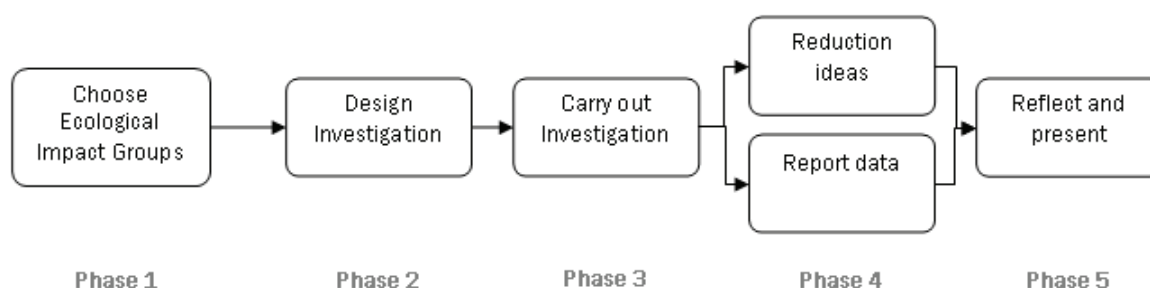 Choose
Ecological
Impact Groups
Design
Investigation
Carry out
Investigation
Reduction
ideas
Report data
Reflect and
present
Phase 1
Phase 2
Phase 3
Phase 4
Phase 5